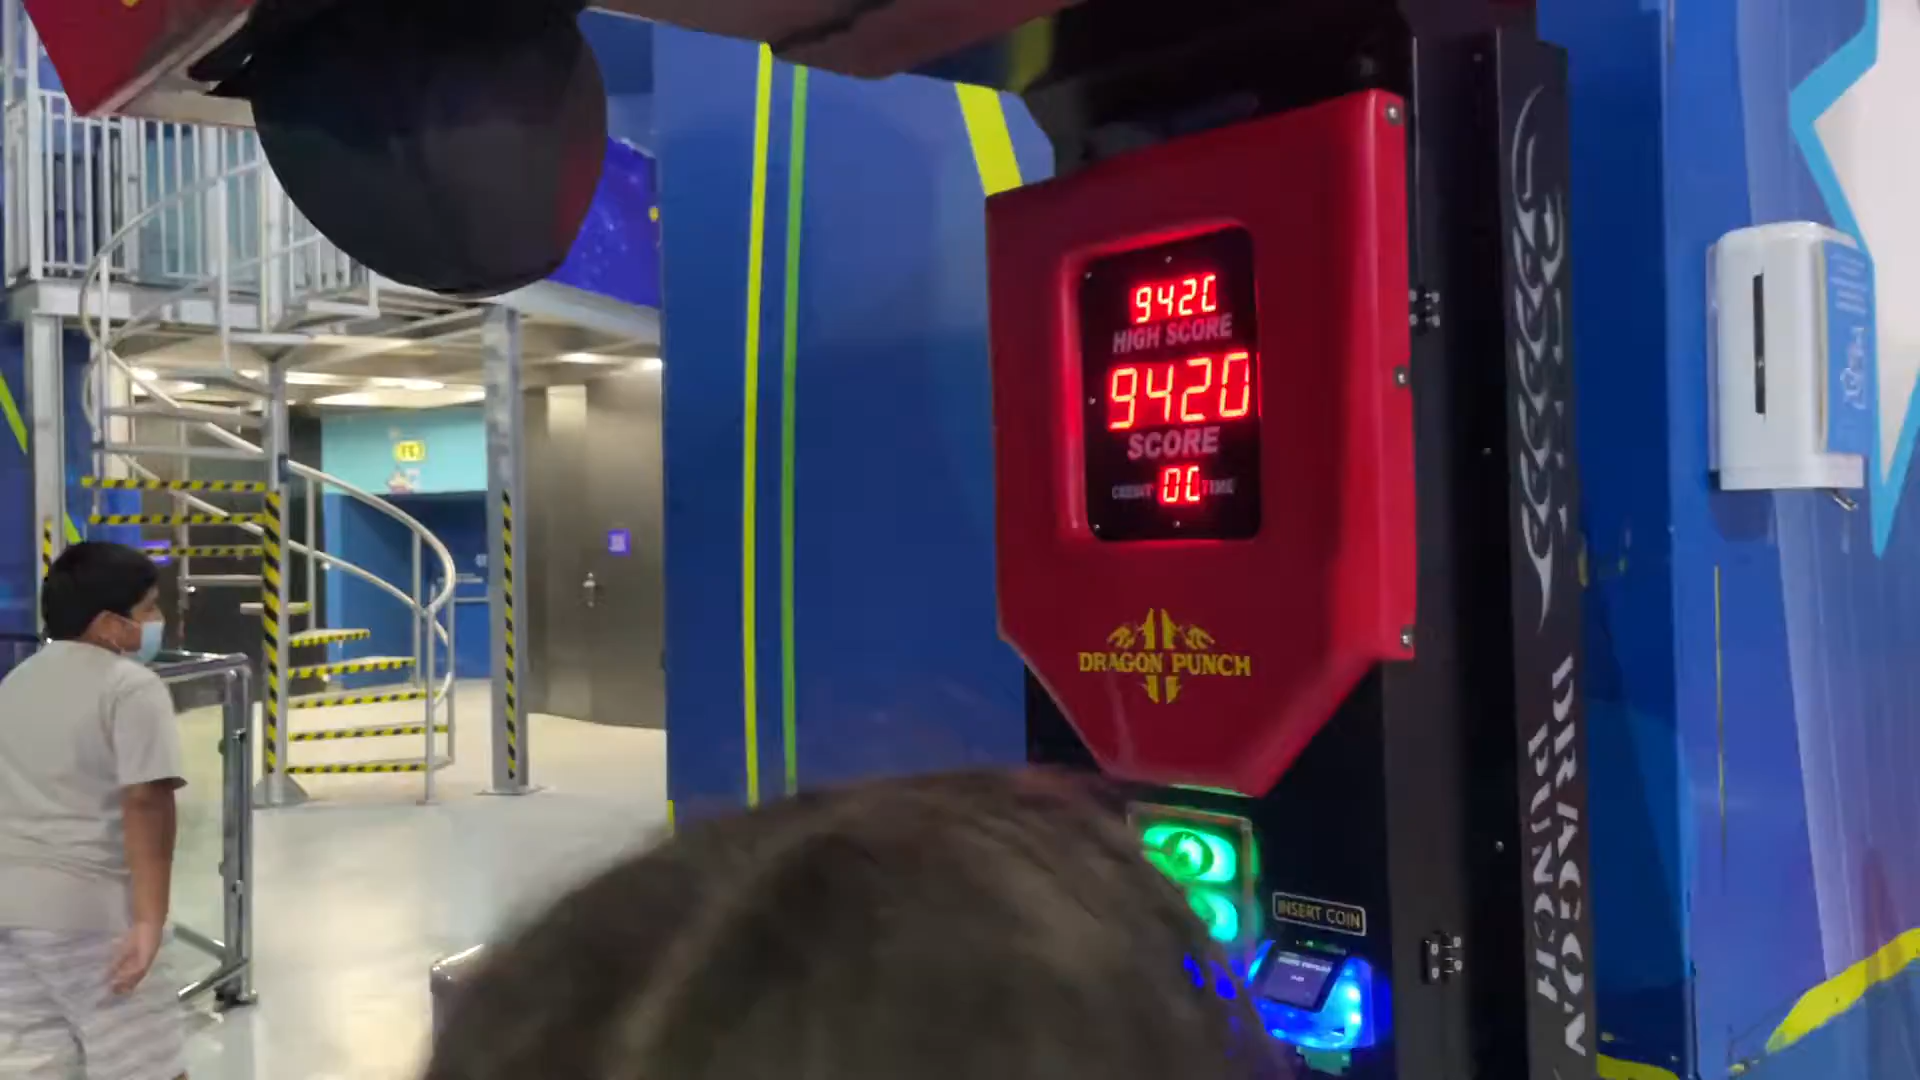 9420
HIGH SCORE
9420
SCORE
CREDIT 00 TIME
DRAGON PUNCH
INSERT COIN
DRAGON PUNCH